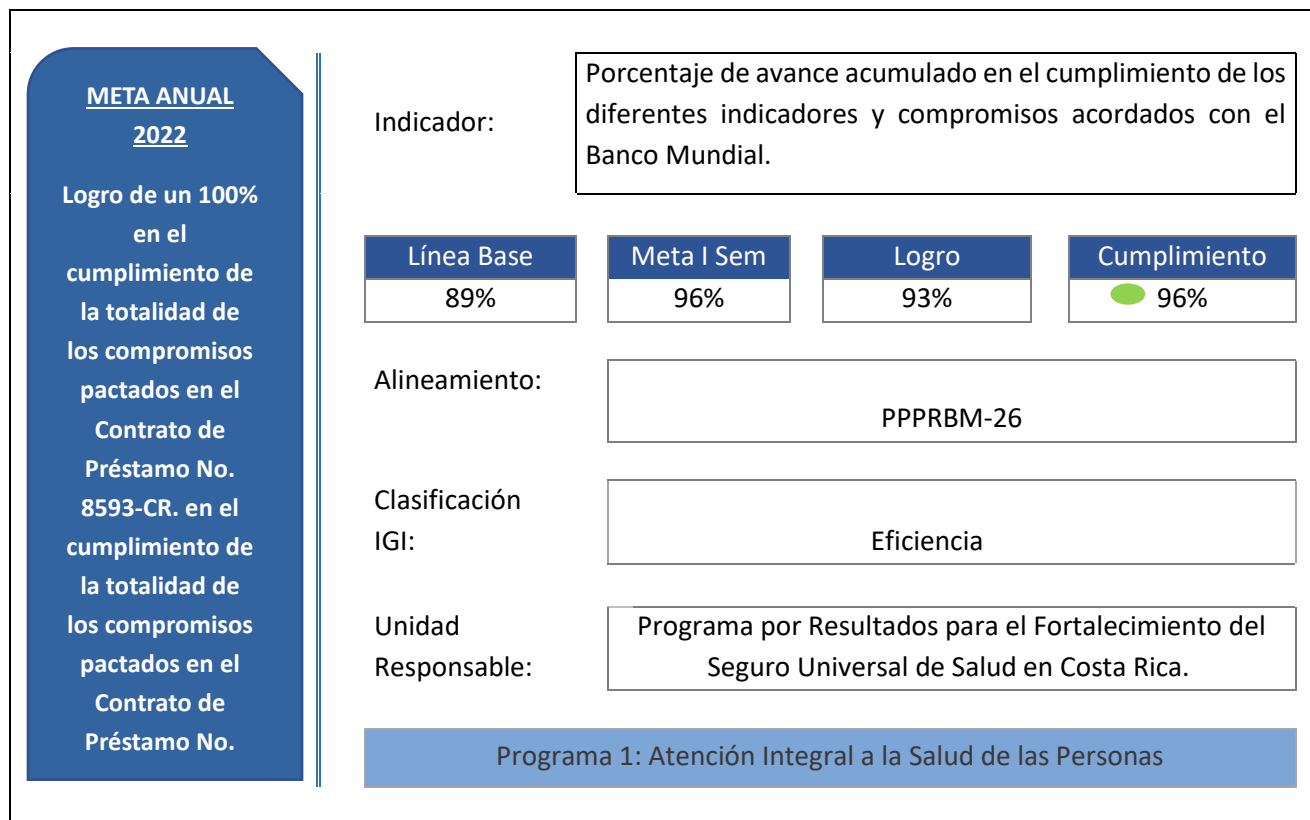 META ANUAL
2022
Logro de un 100%
en el
cumplimiento de
la totalidad de
los compromisos
pactados en el
Contrato de
Préstamo No.
8593-CR. en el
cumplimiento de
la totalidad de
los compromisos
pactados en el
Contrato de
Préstamo No.
Indicador:
Porcentaje de avance acumulado en el cumplimiento de los
diferentes indicadores y compromisos acordados con el
Banco Mundial.
Línea Base Meta I Sem Logro Cumplimiento
89% 96% 93% 96%
Alineamiento:
PPPRBM-26
Clasificación
IGI:
Eficiencia
Unidad
Responsable:
Programa por Resultados para el Fortalecimiento del
Seguro Universal de Salud en Costa Rica.
Programa 1: Atención Integral a la Salud de las Personas